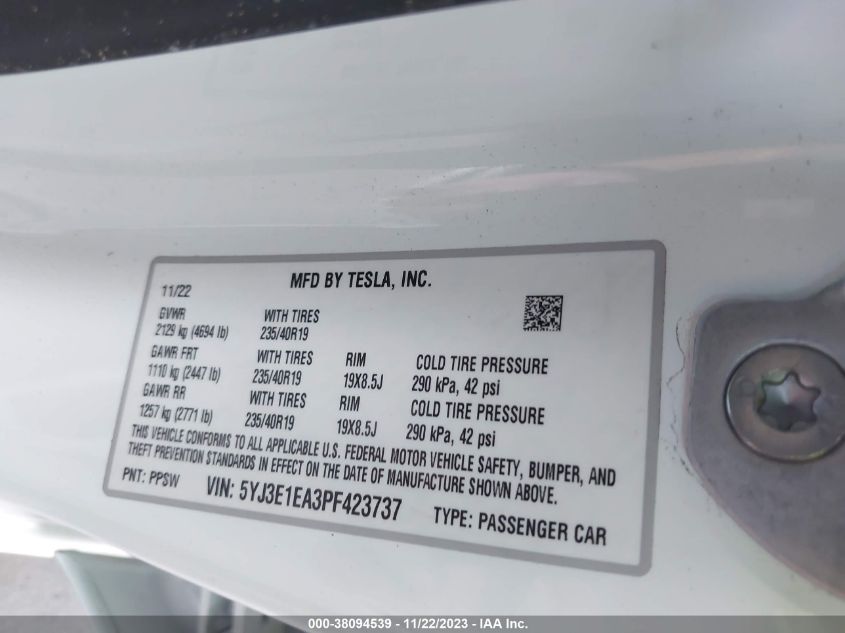 MFD BY TESLA, INC.
11/22
GVWR WITH TIRES
2129 kg (4694 lb) 235/40R19
GAWR FRT WITH TIRES RIM COLD TIRE PRESSURE
1110 kg (2447 lb) 235/40R19 19X8.5J 290 kPa, 42 psi
GAWR RR WITH TIRES RIM COLD TIRE PRESSURE
1257 kg (2771 lb) 235/40R19 19X8.5J 290 kPa, 42 psi
THIS VEHICLE CONFORMS TO ALL APPLICABLE U.S. FEDERAL MOTOR VEHICLE SAFETY, BUMPER, AND
THEFT PREVENTION STANDARDS IN EFFECT ON THE DATE OF MANUFACTURE SHOWN ABOVE.
PNT: PPSW VIN: 5YJ3E1EA3PF423737 TYPE: PASSENGER CAR
000-38094539 - 11/22/2023 - IAA Inc.